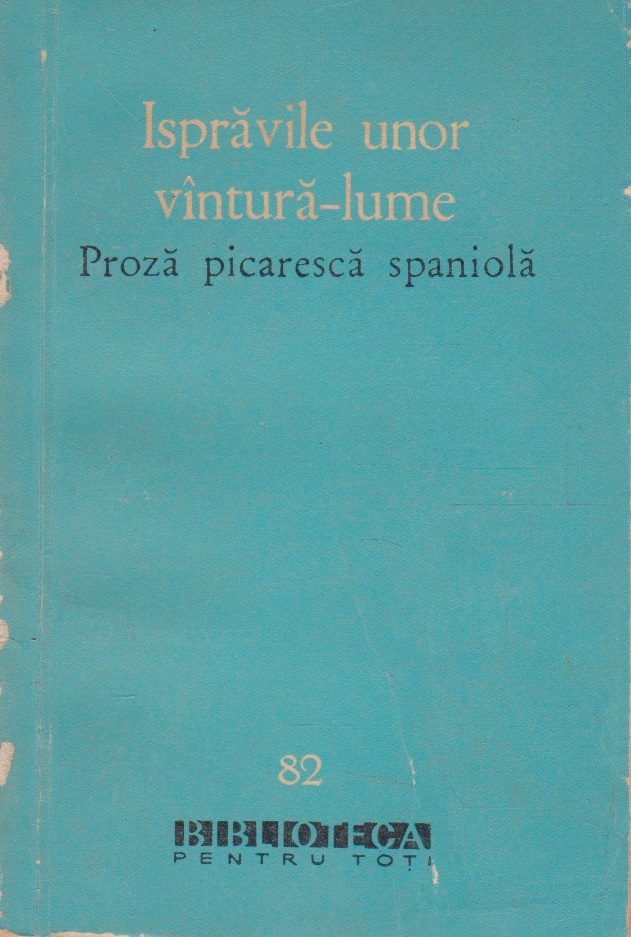 Isprăvile unor
vîntură-lume
Proză picarescă spaniolă
82
BIBLIOTECA
PENTRU TOȚI